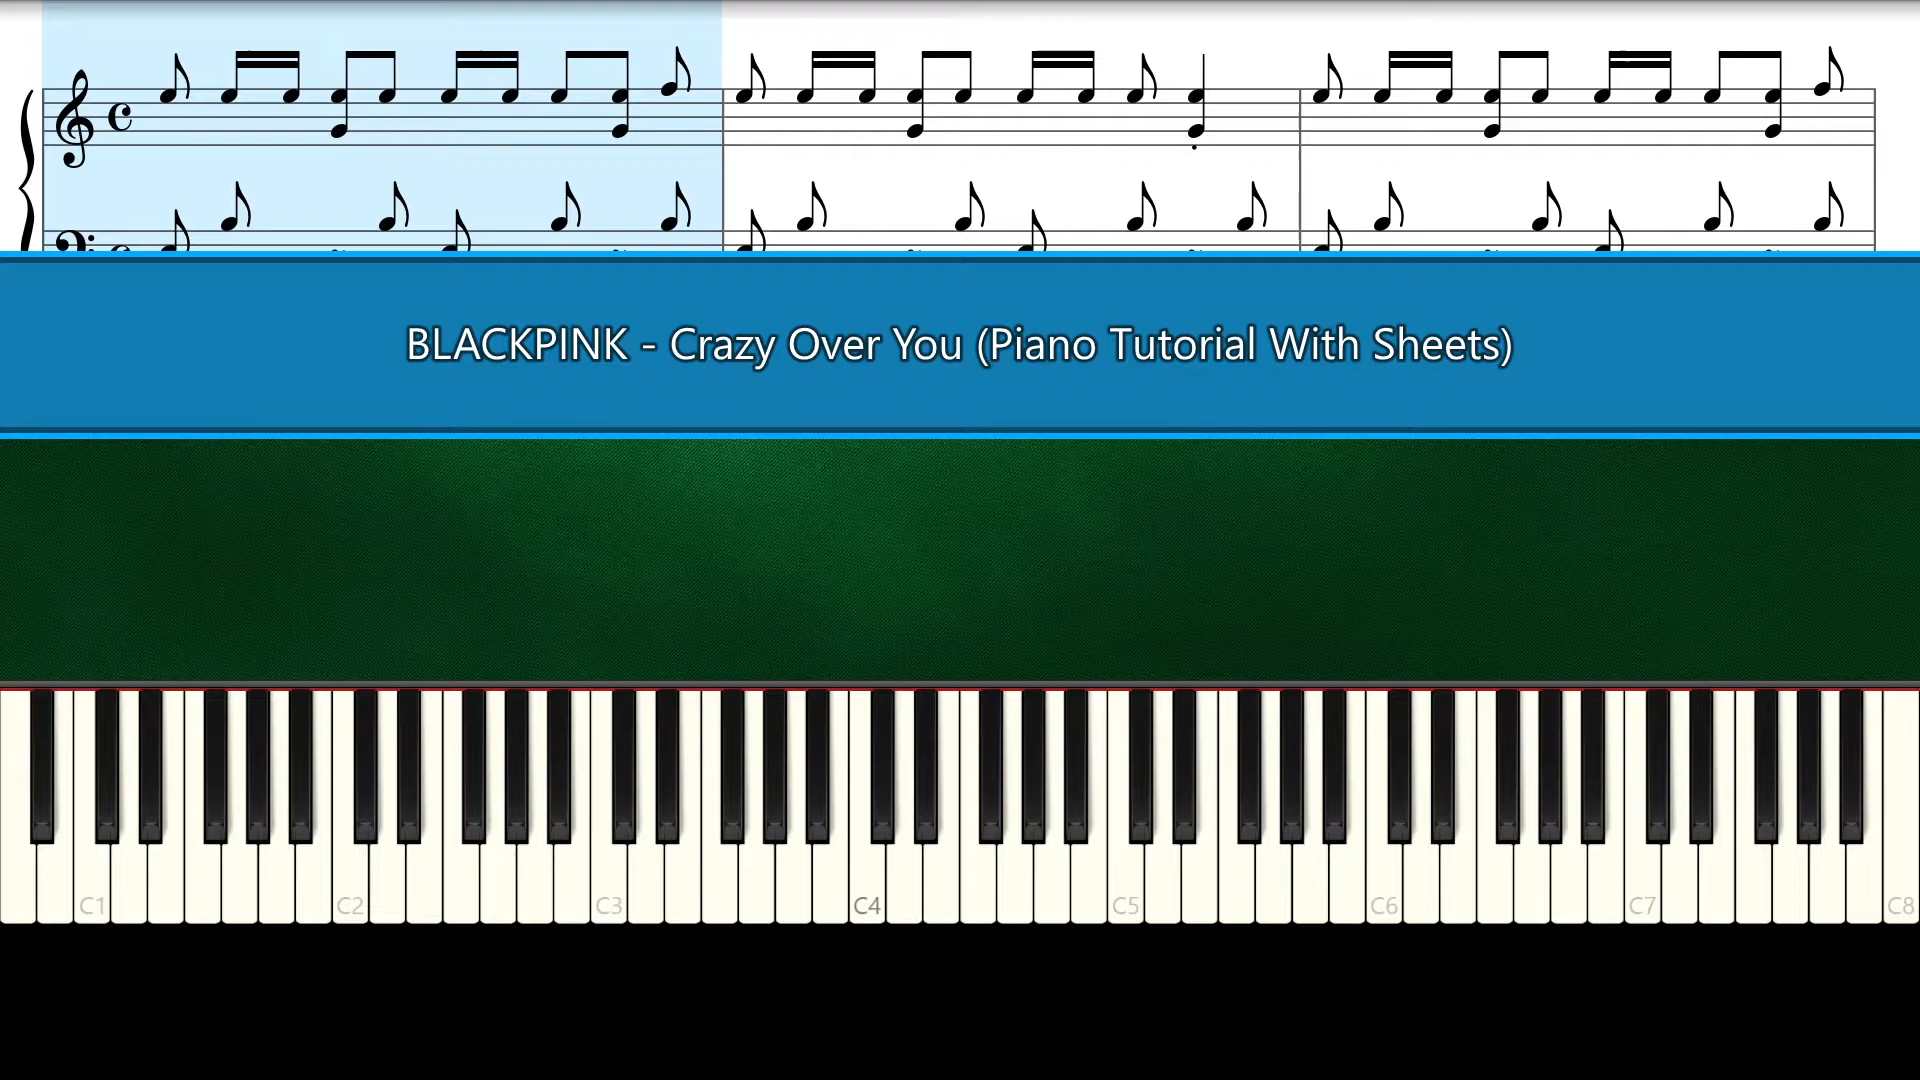 BLACKPINK - Crazy Over You (Piano Tutorial With Sheets)
C1 C2 C3 C4 C5 C6 C7 C8